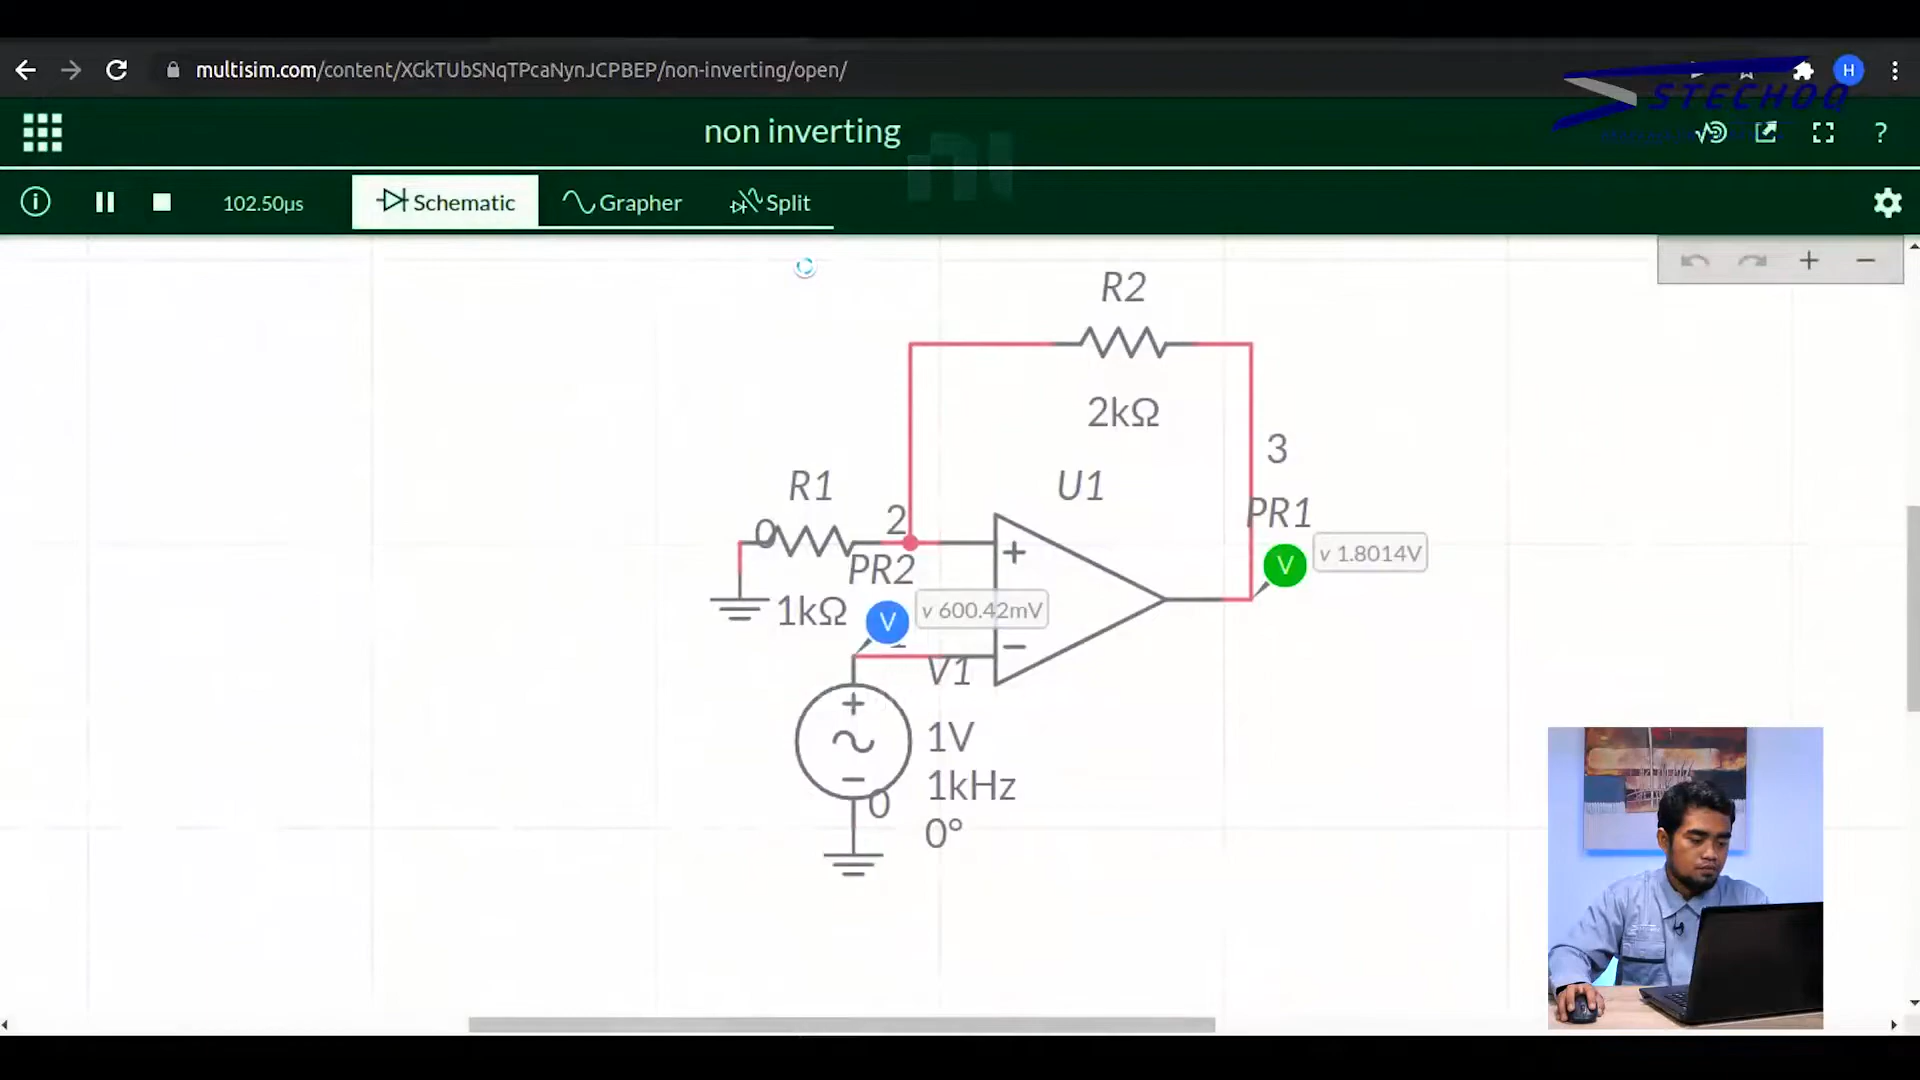 multisim.com/content/XGkTUbSNqTPcaNynJCPBEP/non-inverting/open/
H
STECHOQ
non inverting
?
102.50µs
Schematic
Grapher
Split
R2
2kΩ
3
R1
2
U1
PR1
0
+
V
v 1.8014V
PR2
1kΩ
V
v 600.42mV
−
V1
+
1V
−
1kHz
0
0°